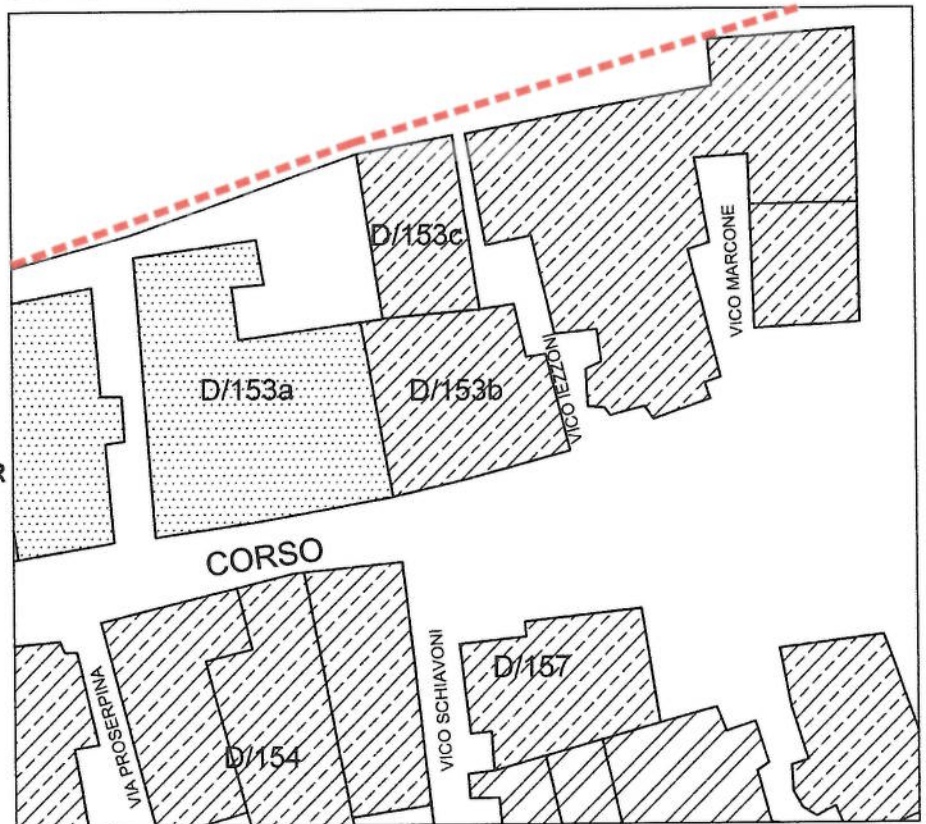 D/153c
VICO MARCONE
D/153a
D/153b
VICO IEZZONI
CORSO
VIA PROSERPINA
D/154
VICO SCHIAVONI
D/157